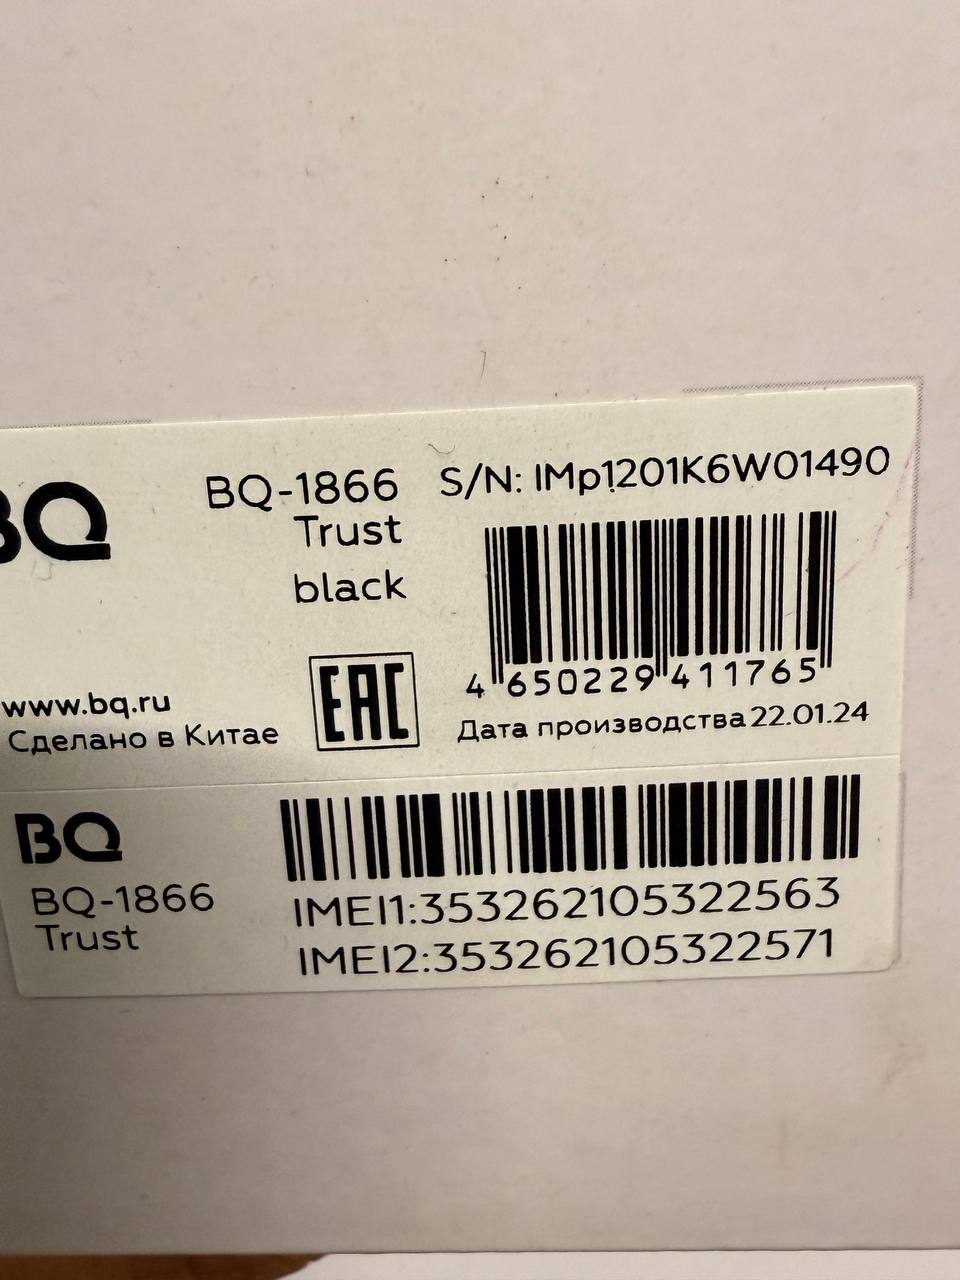 BQ
BQ-1866
Trust
black
S/N: IMp1201K6W01490
4 650229 411765
Дата производства 22.01.24
EAC
www.bq.ru
Сделано в Китае
BQ
BQ-1866
Trust
IMEI1:353262105322563
IMEI2:353262105322571